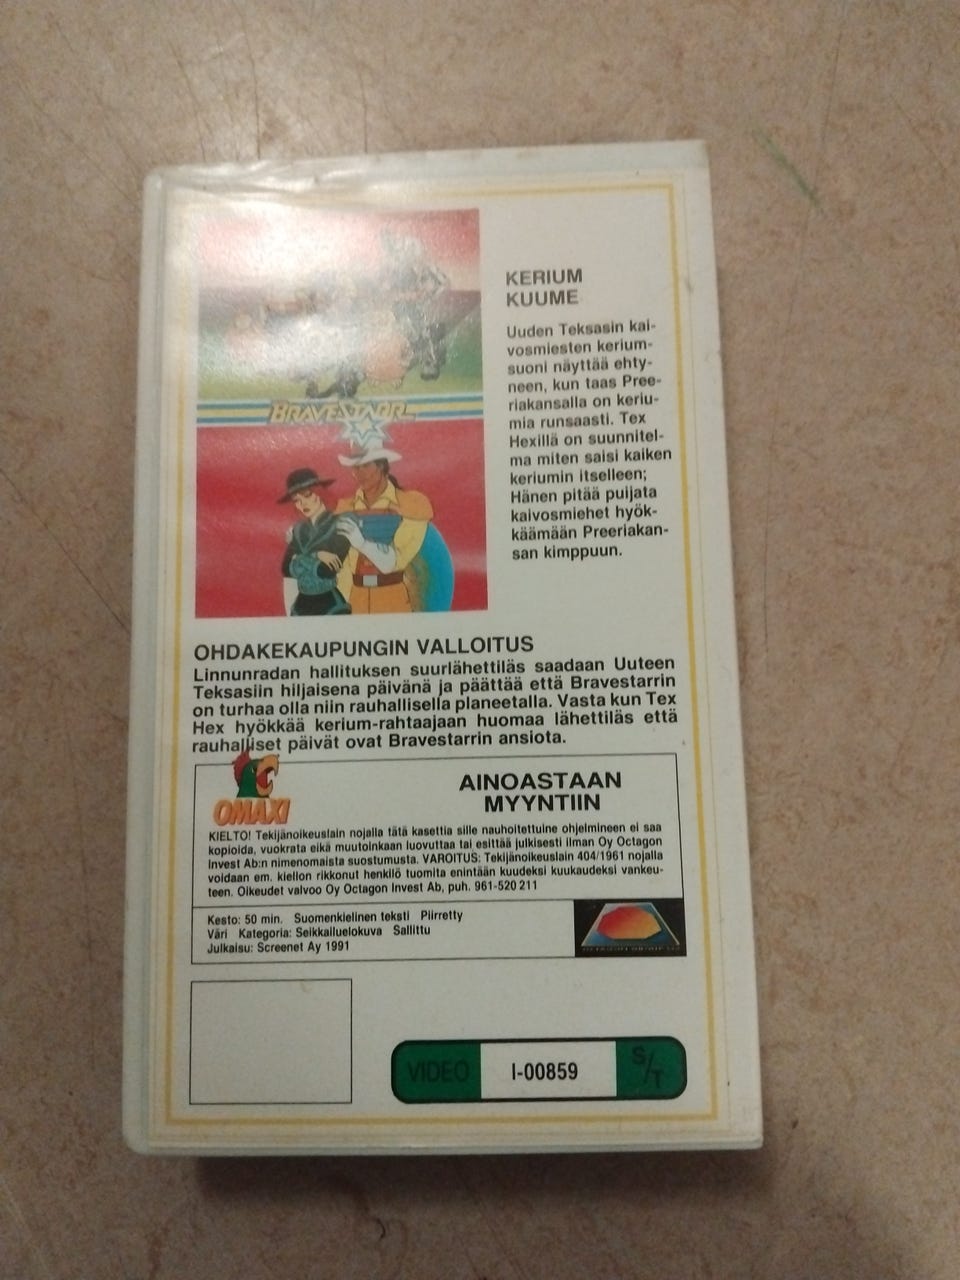 BRAVESTARR
KERIUM
KUUME
Uuden Teksasin kai-
vosmiesten kerium-
suoni näyttää ehty-
neen, kun taas Pree-
riakansalla on keriu-
mia runsaasti. Tex
Hexillä on suunnitel-
ma miten saisi kaiken
keriumin itselleen;
Hänen pitää puijata
kaivosmiehet hyök-
käämään Preeriakan-
san kimppuun.
OHDAKEKAUPUNGIN VALLOITUS
Linnunradan hallituksen suurlähettiläs saadaan Uuteen
Teksasiin hiljaisena päivänä ja päättää että Bravestarrin
on turhaa olla niin rauhallisella planeetalla. Vasta kun Tex
Hex hyökkää kerium-rahtaajaan huomaa lähettiläs että
rauhalliset päivät ovat Bravestarrin ansiota.
OMAXI
AINOASTAAN
MYYNTIIN
KIELTO! Tekijänoikeuslain nojalla tätä kasettia sille nauhoitettuine ohjelmineen ei saa
kopioida, vuokrata eikä muutoinkaan luovuttaa tai esittää julkisesti ilman Oy Octagon
Invest Ab:n nimenomaista suostumusta. VAROITUS: Tekijänoikeuslain 404/1961 nojalla
voidaan em. kiellon rikkonut henkilö tuomita enintään kuudeksi kuukaudeksi vankeu-
teen. Oikeudet valvoo Oy Octagon Invest Ab, puh. 961-520 211
Kesto: 50 min. Suomenkielinen teksti Piirretty
Väri Kategoria: Seikkailuelokuva Sallittu
Julkaisu: Screenet Ay 1991
VIDEO I-00859 S/T